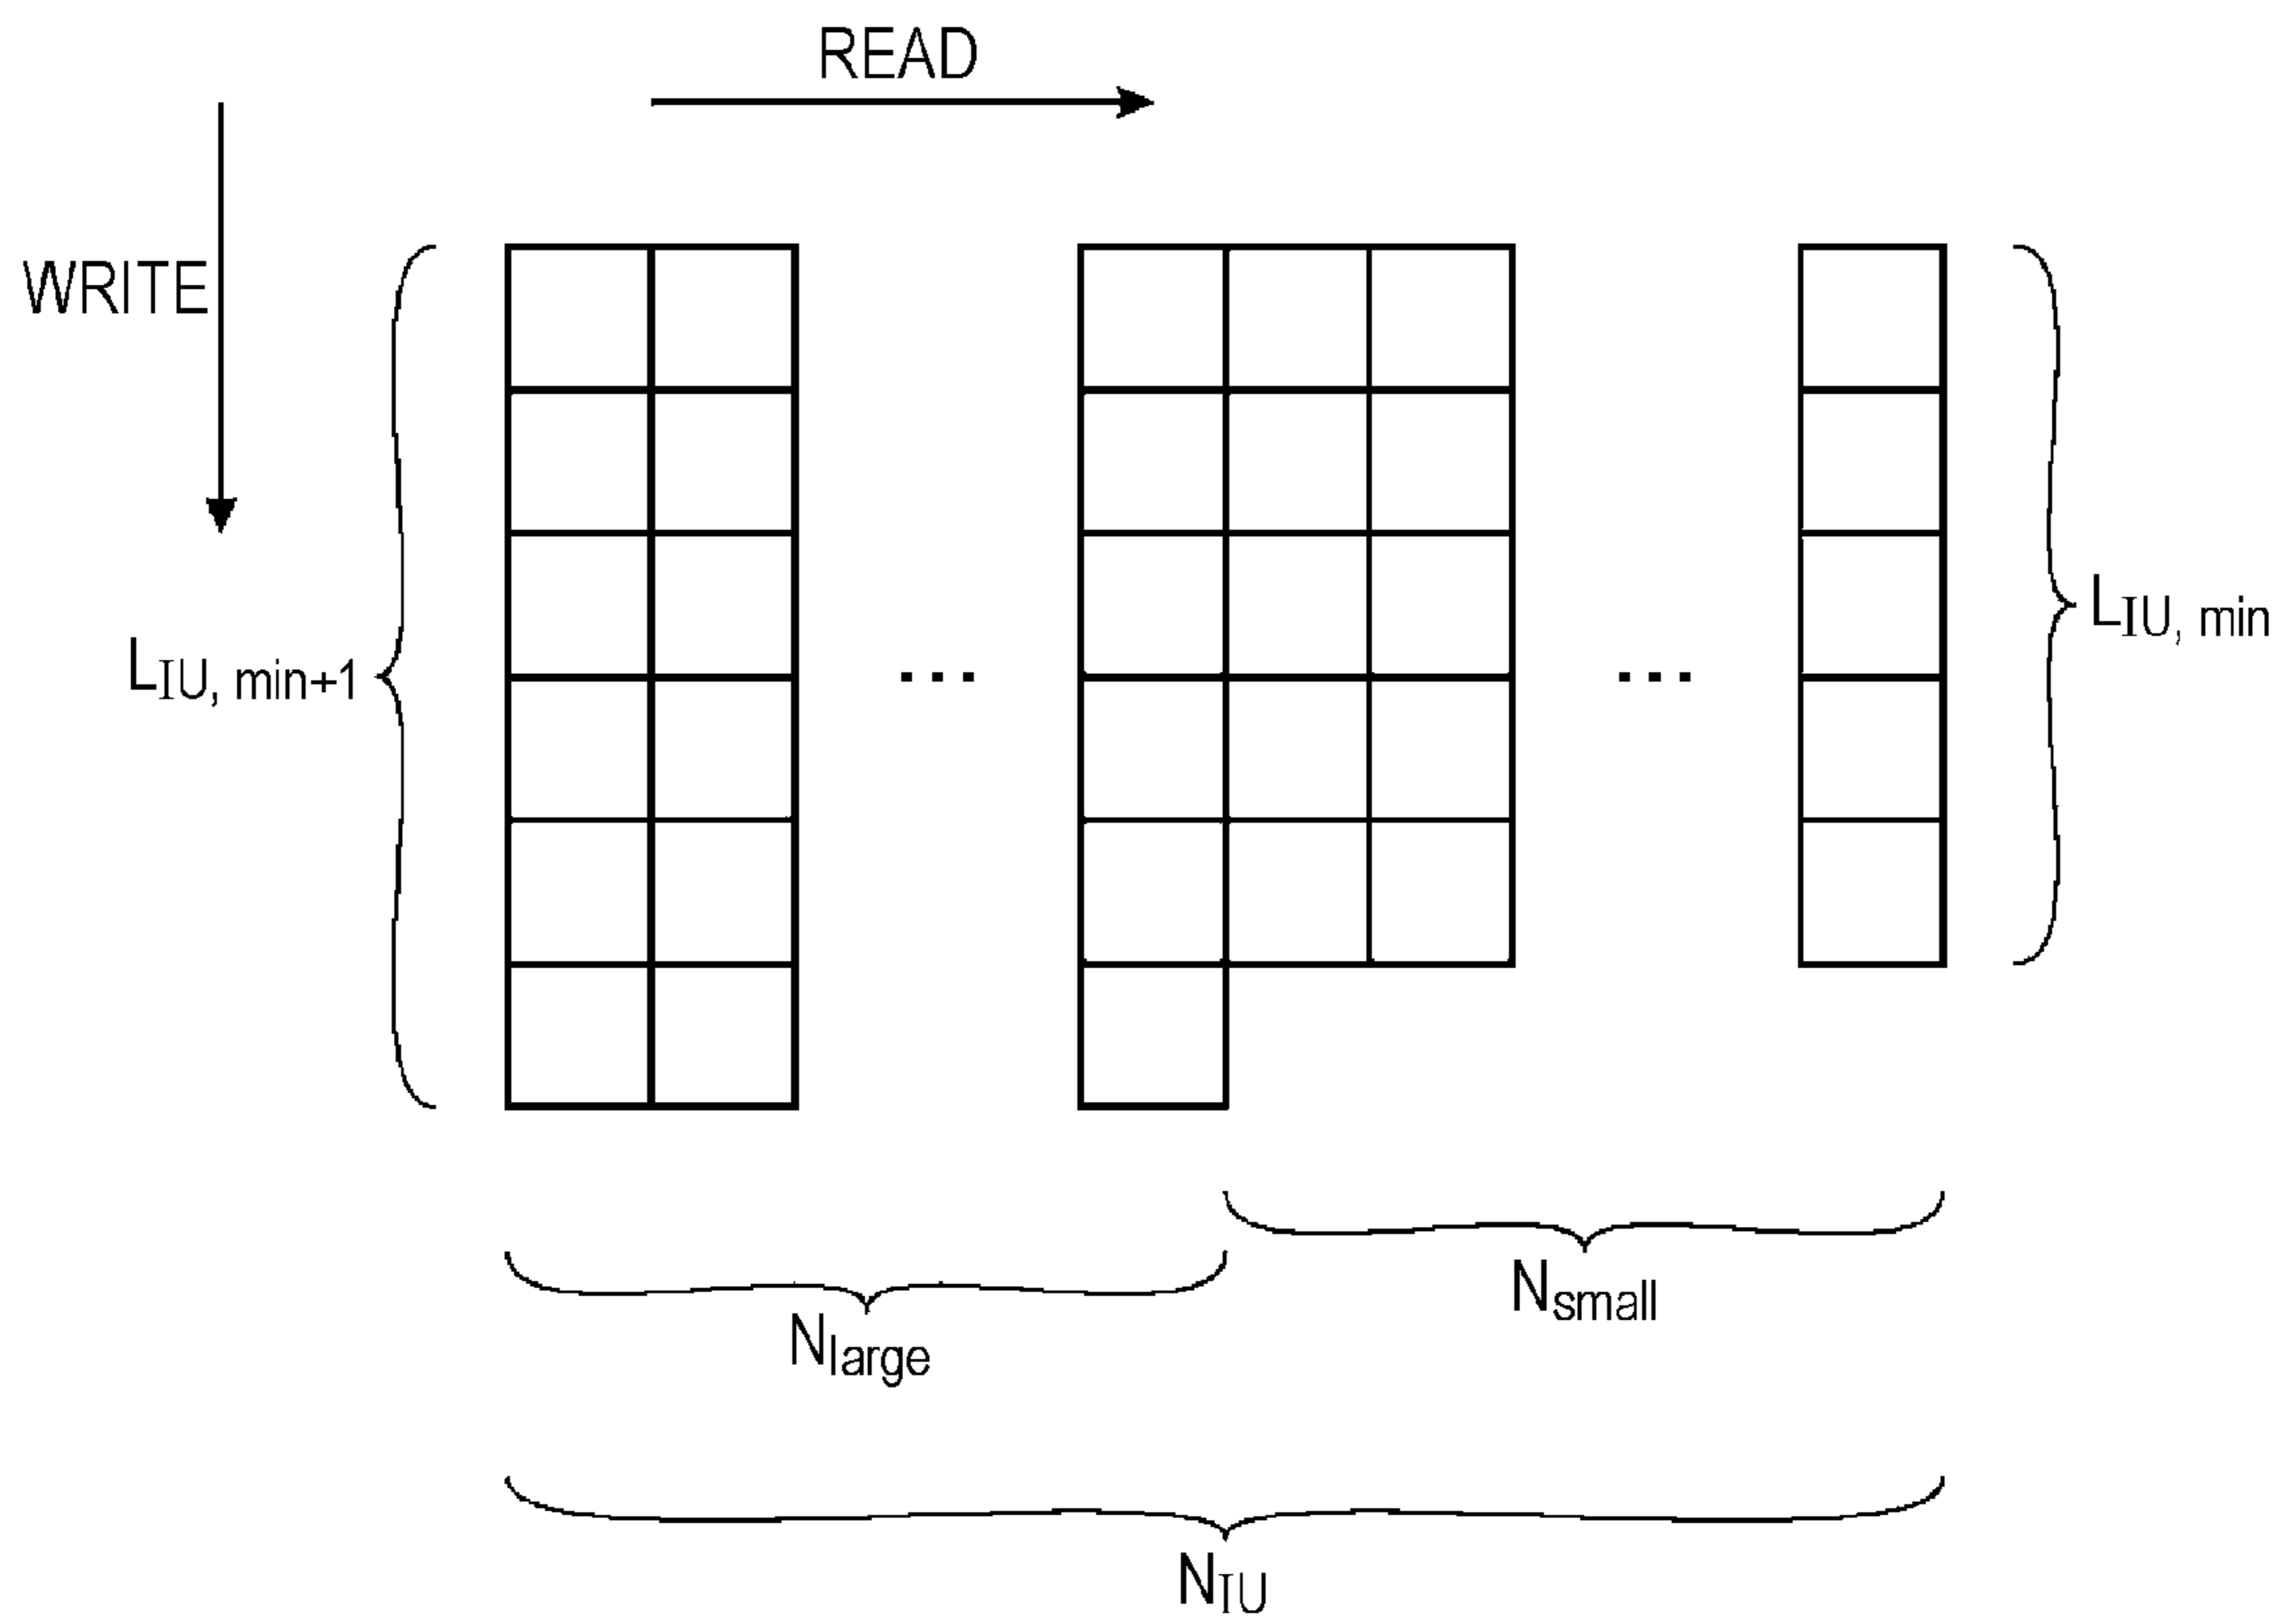 READ
WRITE
LIU, min+1
...
...
LIU, min
Nsmall
Nlarge
NIU